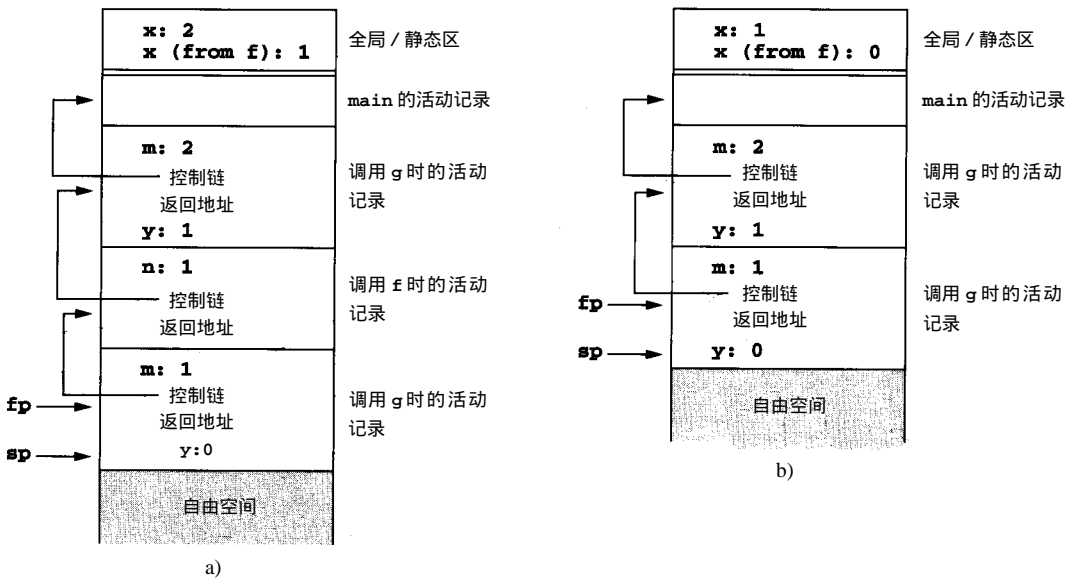 x: 2
x (from f): 1
全局 / 静态区
main 的活动记录
m: 2
控制链
返回地址
y: 1
调用 g 时的活动
记录
n: 1
控制链
返回地址
调用 f 时的活动
记录
m: 1
控制链
返回地址
y:0
调用 g 时的活动
记录
fp
sp
自由空间
a)
x: 1
x (from f): 0
全局 / 静态区
main 的活动记录
m: 2
控制链
返回地址
y: 1
调用 g 时的活动
记录
m: 1
控制链
返回地址
y: 0
调用 g 时的活动
记录
fp
sp
自由空间
b)